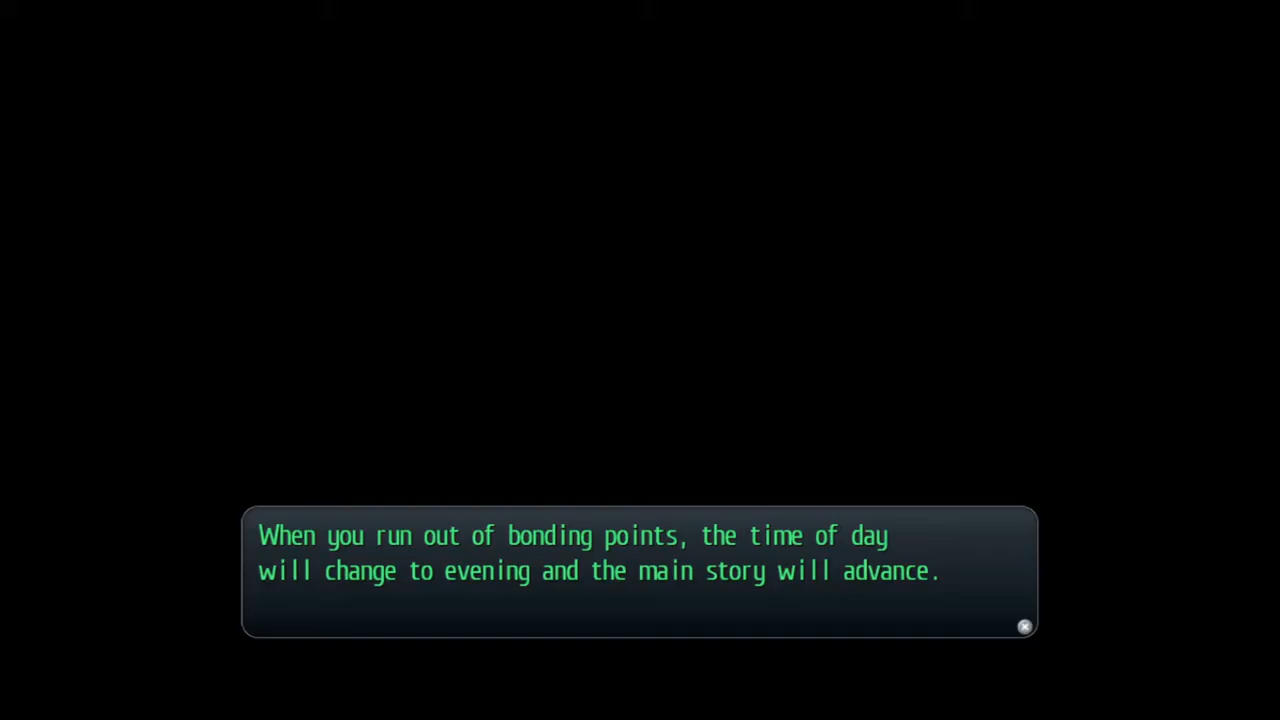 When you run out of bonding points, the time of day
will change to evening and the main story will advance.